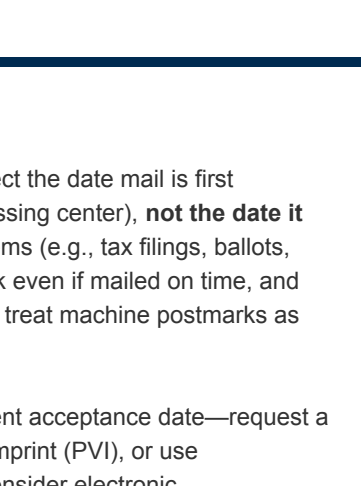 ect the date mail is first
ssing center), not the date it
ms (e.g., tax filings, ballots,
k even if mailed on time, and
treat machine postmarks as
ent acceptance date—request a
mprint (PVI), or use
onsider electronic